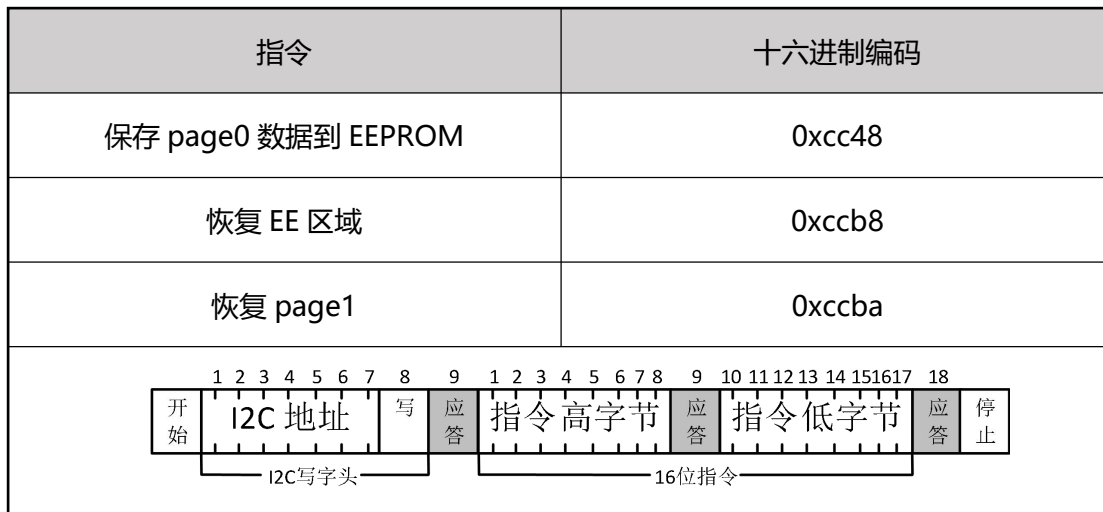 指令 十六进制编码
保存 page0 数据到 EEPROM 0xcc48
恢复 EE 区域 0xccb8
恢复 page1 0xccba
1 2 3 4 5 6 7 8 9 1 2 3 4 5 6 7 8 9 10 11 12 13 14 15 16 17 18
开始 I2C 地址 写 应答 指令高字节 应答 指令低字节 应答 停止
I2C写字头 16位指令